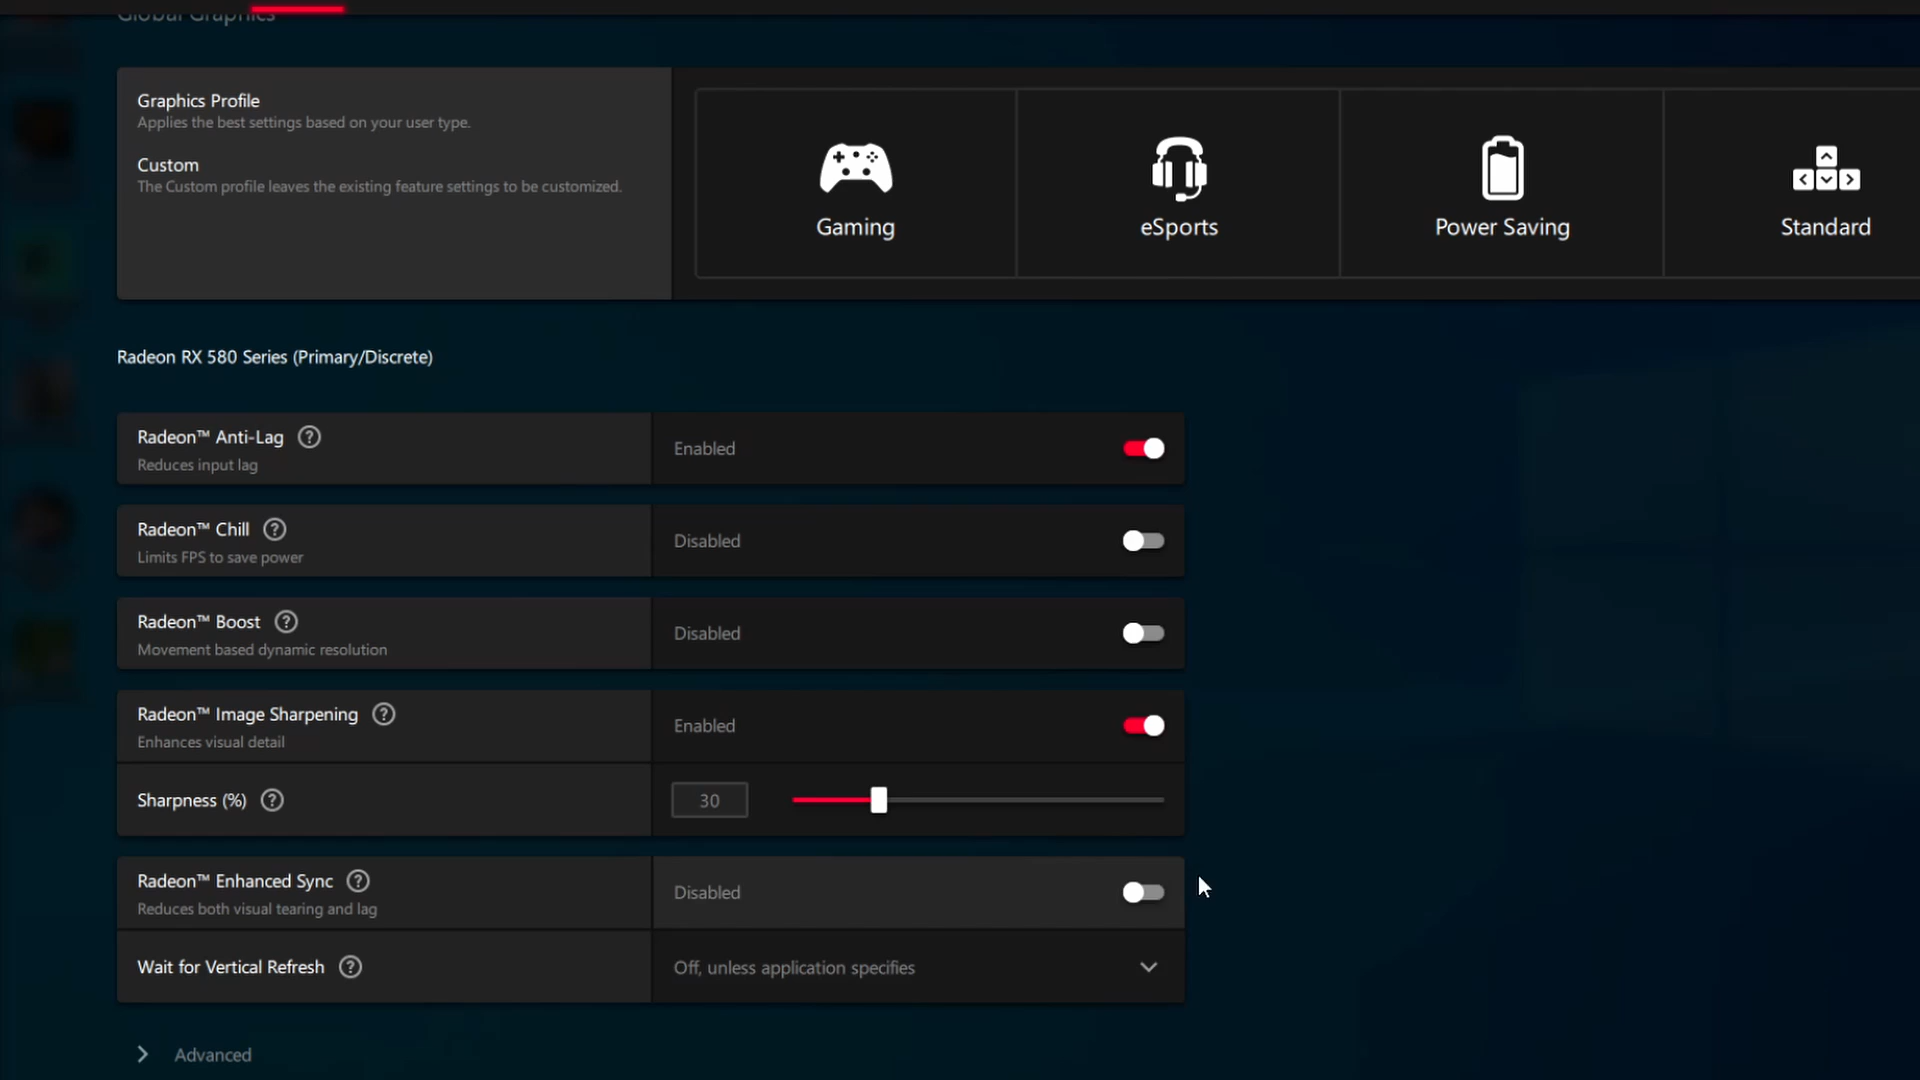 Global Graphics
Graphics Profile
Applies the best settings based on your user type.
Custom
The Custom profile leaves the existing feature settings to be customized.
Gaming
eSports
Power Saving
Standard
Radeon RX 580 Series (Primary/Discrete)
Radeon™ Anti-Lag ?
Reduces input lag
Enabled
Radeon™ Chill ?
Limits FPS to save power
Disabled
Radeon™ Boost ?
Movement based dynamic resolution
Disabled
Radeon™ Image Sharpening ?
Enhances visual detail
Enabled
Sharpness (%) ?
30
Radeon™ Enhanced Sync ?
Reduces both visual tearing and lag
Disabled
Wait for Vertical Refresh ?
Off, unless application specifies
Advanced